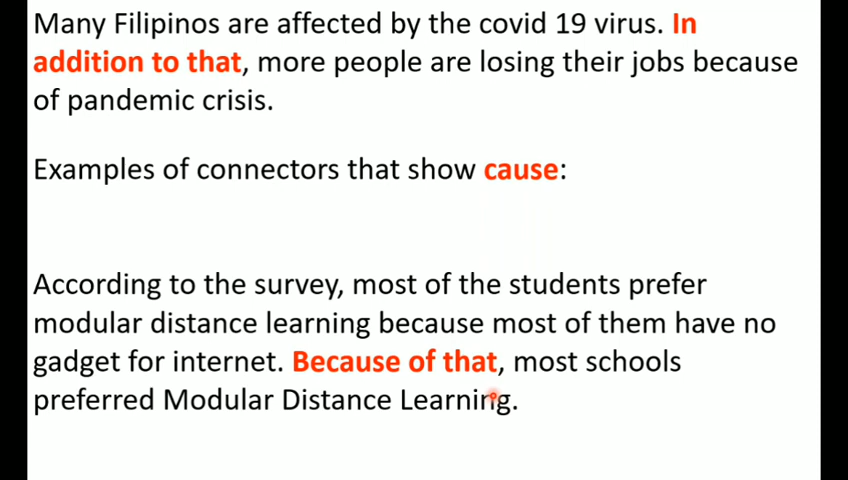 Many Filipinos are affected by the covid 19 virus. In
addition to that, more people are losing their jobs because
of pandemic crisis.
Examples of connectors that show cause:
According to the survey, most of the students prefer
modular distance learning because most of them have no
gadget for internet. Because of that, most schools
preferred Modular Distance Learning.